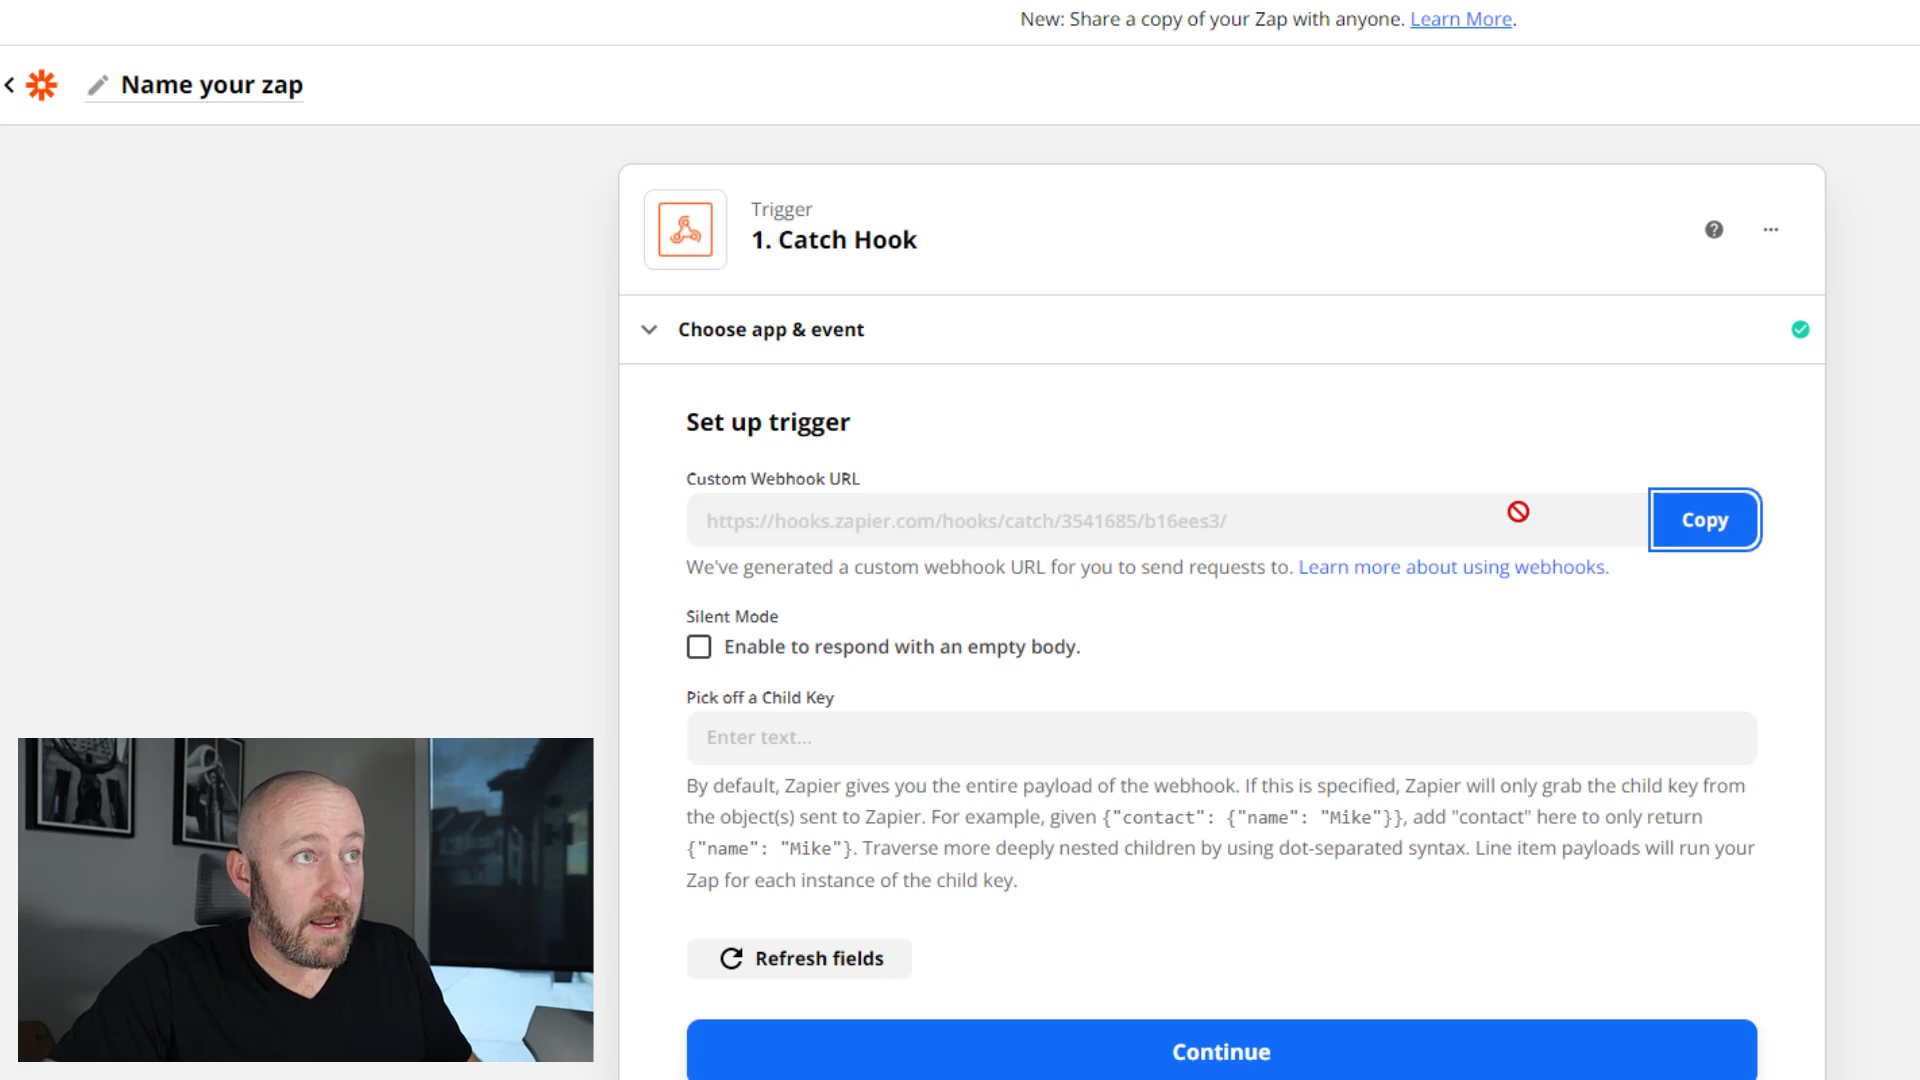 New: Share a copy of your Zap with anyone. Learn More.
Name your zap
Trigger
1. Catch Hook
Choose app & event
Set up trigger
Custom Webhook URL
https://hooks.zapier.com/hooks/catch/3541685/b16ees3/
Copy
We've generated a custom webhook URL for you to send requests to. Learn more about using webhooks.
Silent Mode
Enable to respond with an empty body.
Pick off a Child Key
Enter text...
By default, Zapier gives you the entire payload of the webhook. If this is specified, Zapier will only grab the child key from
the object(s) sent to Zapier. For example, given {"contact": {"name": "Mike"}}, add "contact" here to only return
{"name": "Mike"}. Traverse more deeply nested children by using dot-separated syntax. Line item payloads will run your
Zap for each instance of the child key.
Refresh fields
Continue